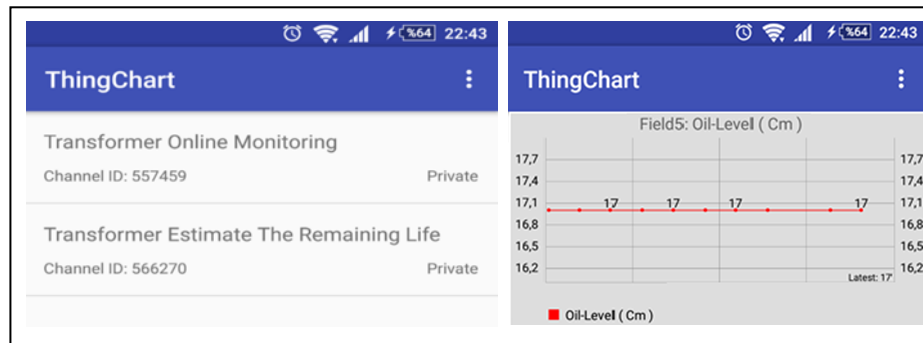 %64 22:43
ThingChart
Transformer Online Monitoring
Channel ID: 557459 Private
Transformer Estimate The Remaining Life
Channel ID: 566270 Private
%64 22:43
ThingChart
Field5: Oil-Level ( Cm )
17,7 17,7
17,4 17,4
17,1 17 17 17 17 17,1
16,8 16,8
16,5 16,5
16,2 16,2
Latest: 17
Oil-Level ( Cm )